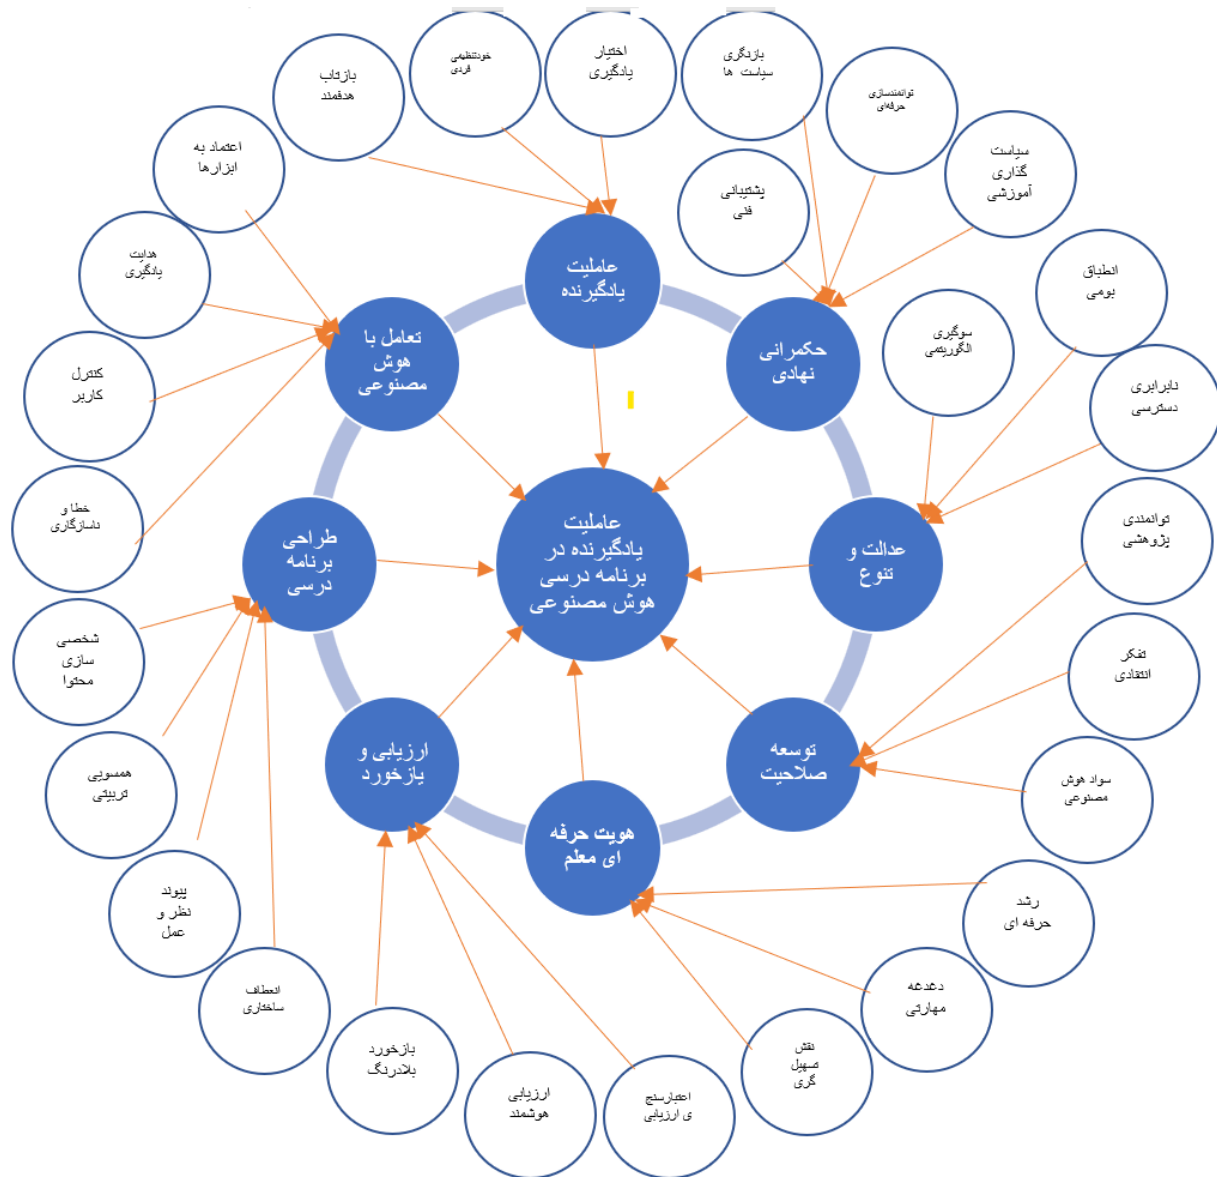 بازتاب
هدفمند
خودتنظیمی
فردی
اختیار
یادگیری
بازنگری
سیاست ها
توانمندسازی
حرفه‌ای
سیاست
گذاری
آموزشی
پشتیبانی
فنی
اعتماد به
ابزارها
هدایت
یادگیری
کنترل
کاربر
خطا و
ناسازگاری
انطباق
بومی
سوگیری
الگوریتمی
نابرابری
دسترسی
عاملیت
یادگیرنده
تعامل با
هوش
مصنوعی
حکمرانی
نهادی
طراحی
برنامه
درسی
عاملیت
یادگیرنده در
برنامه درسی
هوش مصنوعی
عدالت و
تنوع
ارزیابی و
یازخورد
توسعه
صلاحیت
هویت حرفه
ای معلم
توانمندی
پژوهشی
تفکر
انتقادی
سواد هوش
مصنوعی
رشد
حرفه ای
دغدغه
مهارتی
نقش
تسهیل
گری
اعتبارسنج
ی ارزیابی
ارزیابی
هوشمند
بازخورد
بلادرنگ
انعطاف
ساختاری
پیوند
نظر و
عمل
همسویی
تربیتی
شخصی
سازی
محتوا